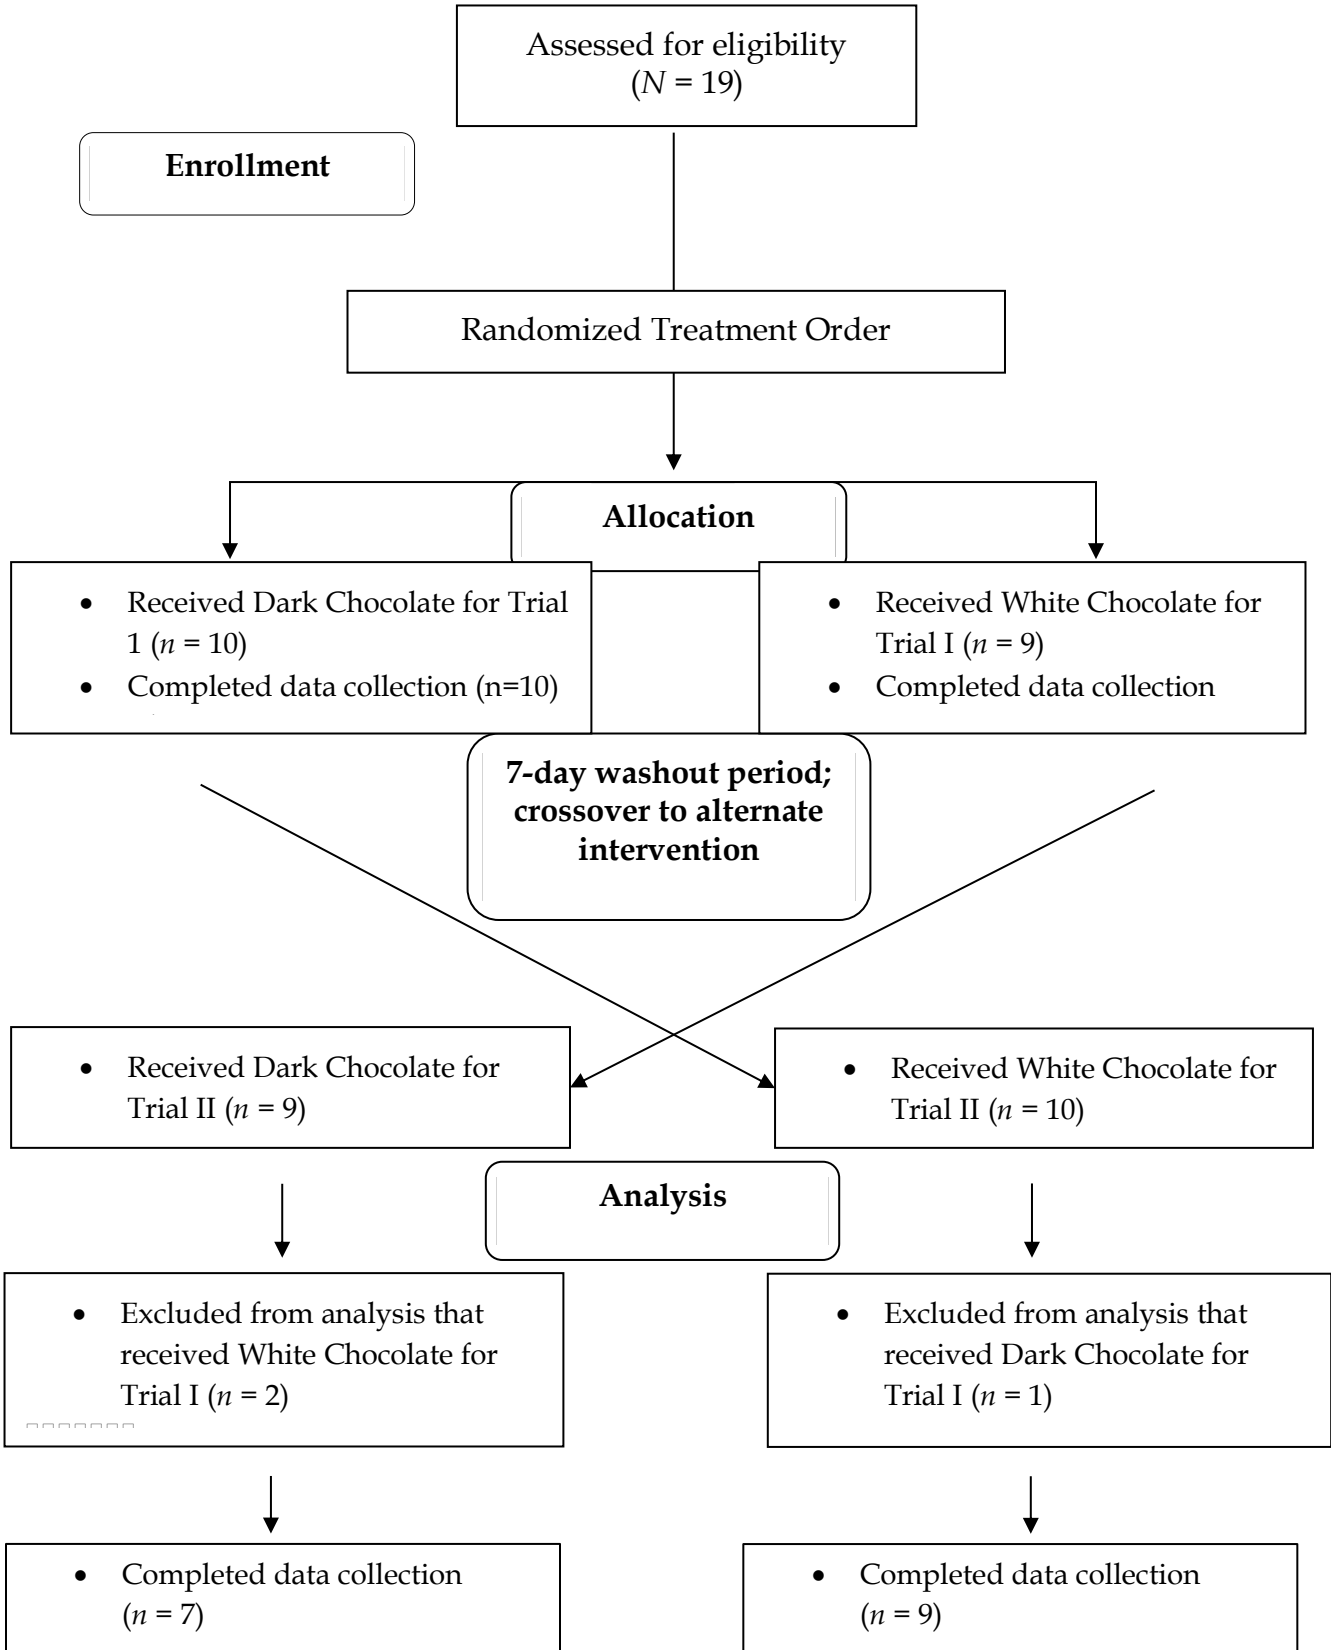 Assessed for eligibility
(N = 19)
Enrollment
Randomized Treatment Order
Allocation
• Received Dark Chocolate for Trial
1 (n = 10)
• Completed data collection (n=10)
• Received White Chocolate for
Trial I (n = 9)
• Completed data collection
7-day washout period;
crossover to alternate
intervention
• Received Dark Chocolate for
Trial II (n = 9)
• Received White Chocolate for
Trial II (n = 10)
Analysis
• Excluded from analysis that
received White Chocolate for
Trial I (n = 2)
• Excluded from analysis that
received Dark Chocolate for
Trial I (n = 1)
• Completed data collection
(n = 7)
• Completed data collection
(n = 9)